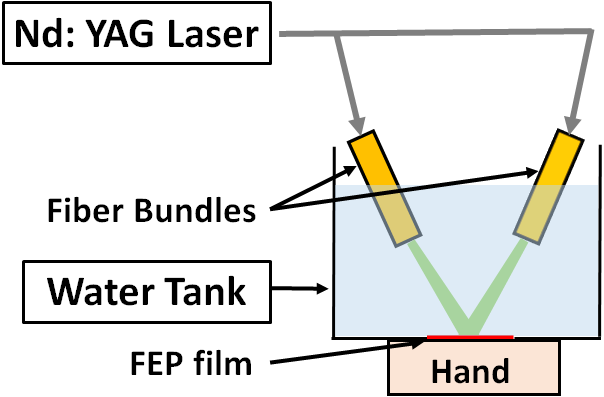 Nd: YAG Laser
Fiber Bundles
Water Tank
FEP film
Hand